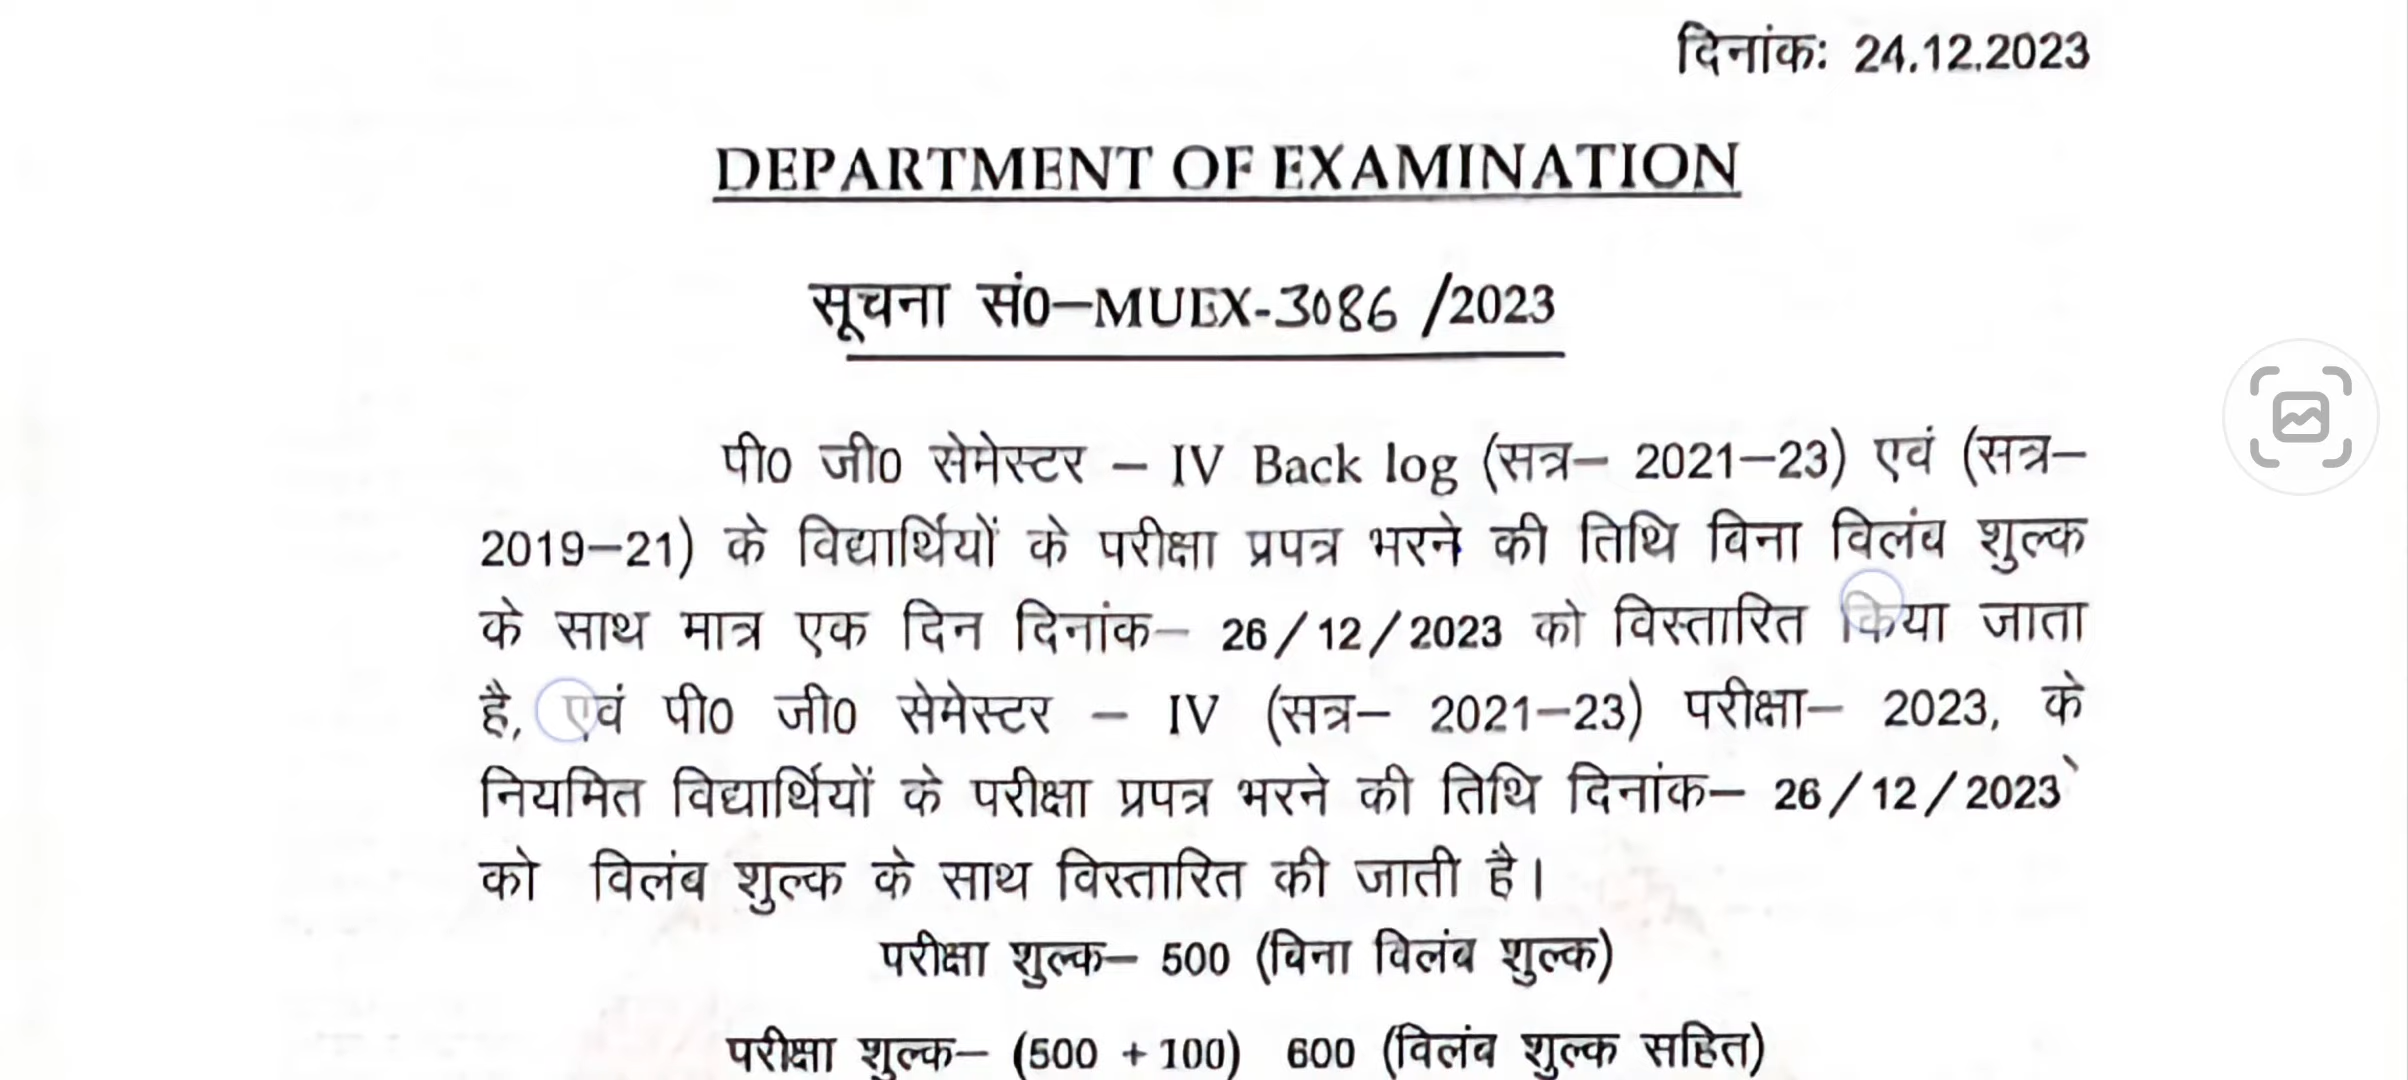 दिनांक: 24.12.2023
DEPARTMENT OF EXAMINATION
सूचना सं0–MUEX-3086 /2023
पी0 जी0 सेमेस्टर – IV Back log (सत्र– 2021–23) एवं (सत्र–
2019–21) के विद्यार्थियों के परीक्षा प्रपत्र भरने की तिथि विना विलंब शुल्क
के साथ मात्र एक दिन दिनांक– 26/12/2023 को विस्तारित किया जाता
है, एवं पी0 जी0 सेमेस्टर – IV (सत्र– 2021–23) परीक्षा– 2023, के
नियमित विद्यार्थियों के परीक्षा प्रपत्र भरने की तिथि दिनांक– 26/12/2023
को विलंब शुल्क के साथ विस्तारित की जाती है।
परीक्षा शुल्क– 500 (विना विलंब शुल्क)
परीक्षा शुल्क– (500 + 100) 600 (विलंब शुल्क सहित)